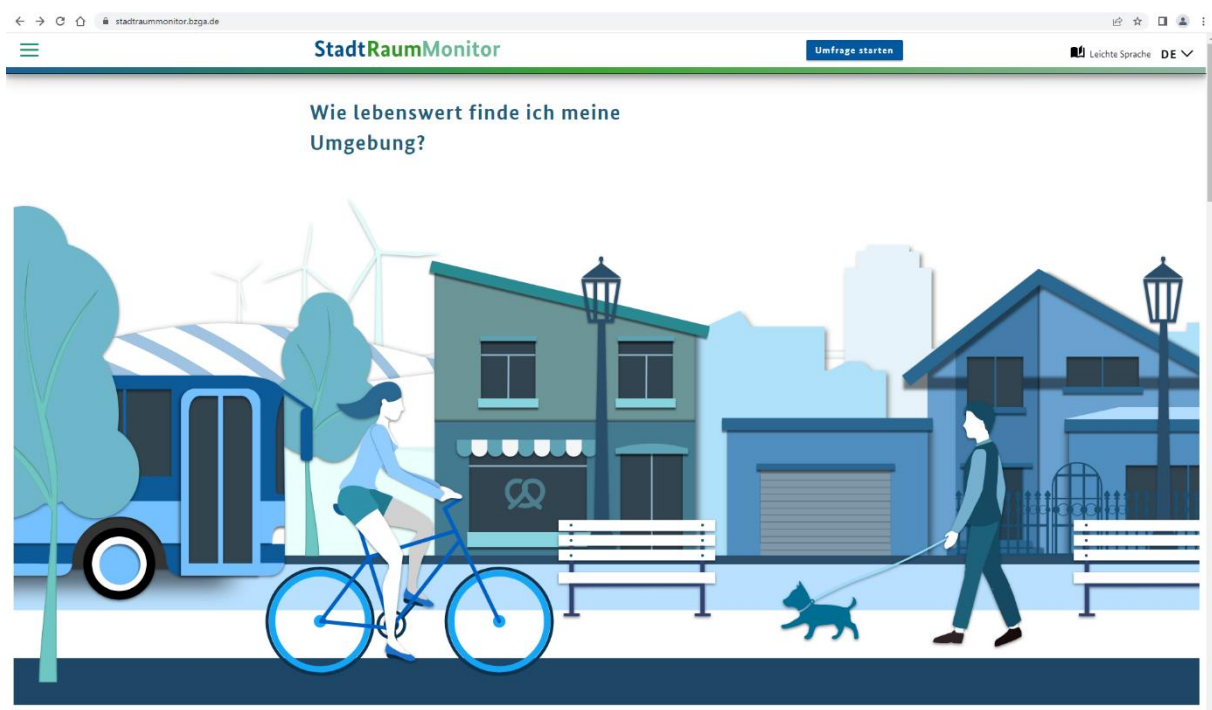 stadtraummonitor.bzga.de
StadtRaumMonitor
Umfrage starten
Leichte Sprache
DE
Wie lebenswert finde ich meine
Umgebung?